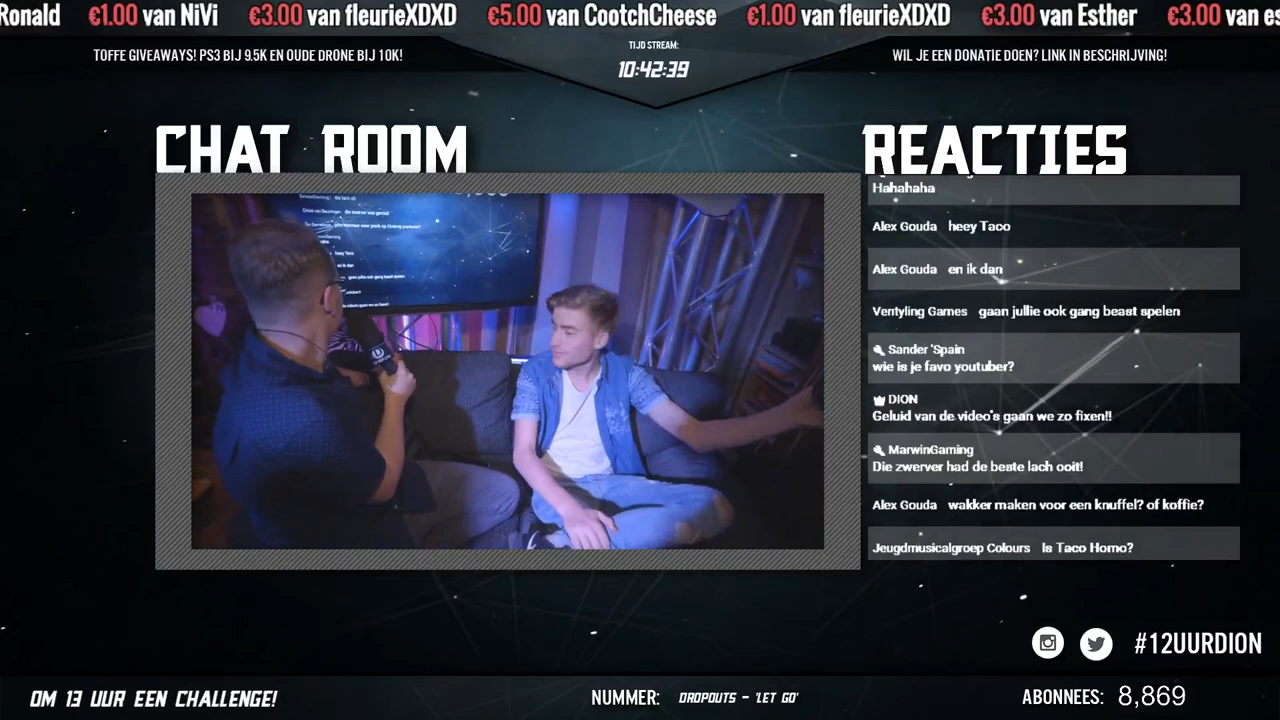 Ronald €1.00 van NiVi €3.00 van fleurieXDXD €5.00 van CootchCheese €1.00 van fleurieXDXD €3.00 van Esther €3.00 van es
TOFFE GIVEAWAYS! PS3 BIJ 9.5K EN OUDE DRONE BIJ 10K!
TIJD STREAM:
10:42:39
WIL JE EEN DONATIE DOEN? LINK IN BESCHRIJVING!
CHAT ROOM
REACTIES
Hahahaha
Alex Gouda heey Taco
Alex Gouda en ik dan
Ventyling Games gaan jullie ook gang beast spelen
Sander 'Spain
wie is je favo youtuber?
DION
Geluid van de video's gaan we zo fixen!!
MarwinGaming
Die zwerver had de beste lach ooit!
Alex Gouda wakker maken voor een knuffel? of koffie?
Jeugdmusicalgroep Colours Is Taco Homo?
#12UURDION
OM 13 UUR EEN CHALLENGE!
NUMMER: DROPOUTS - 'LET GO'
ABONNEES: 8,869